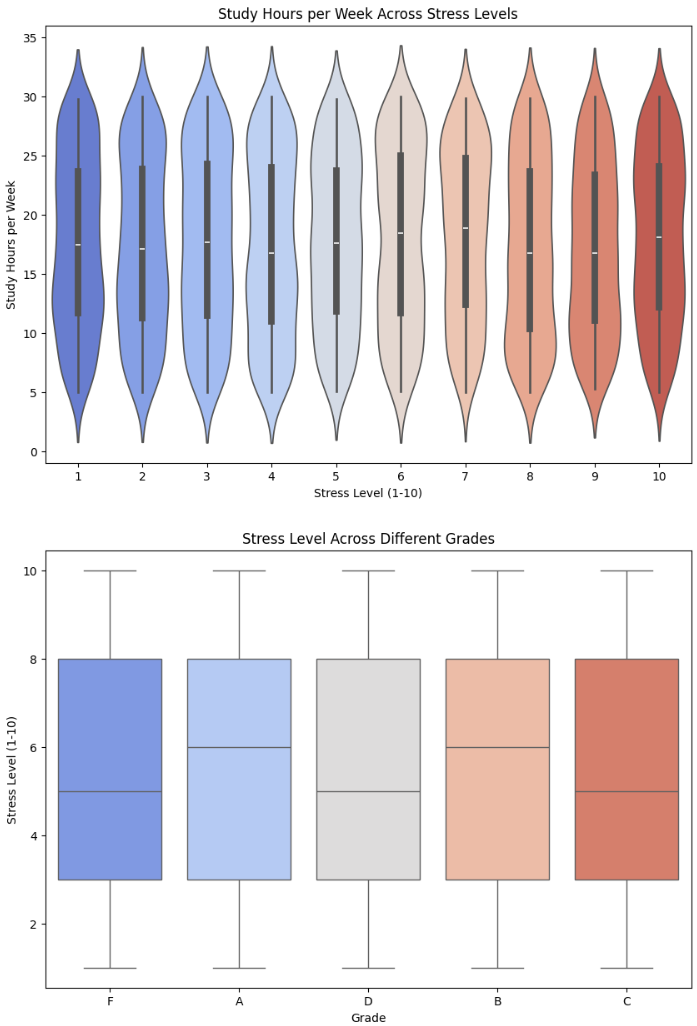 Study Hours per Week Across Stress Levels
Study Hours per Week
35
30
25
20
15
10
5
0
1 2 3 4 5 6 7 8 9 10
Stress Level (1-10)
Stress Level Across Different Grades
Stress Level (1-10)
10
8
6
4
2
F A D B C
Grade